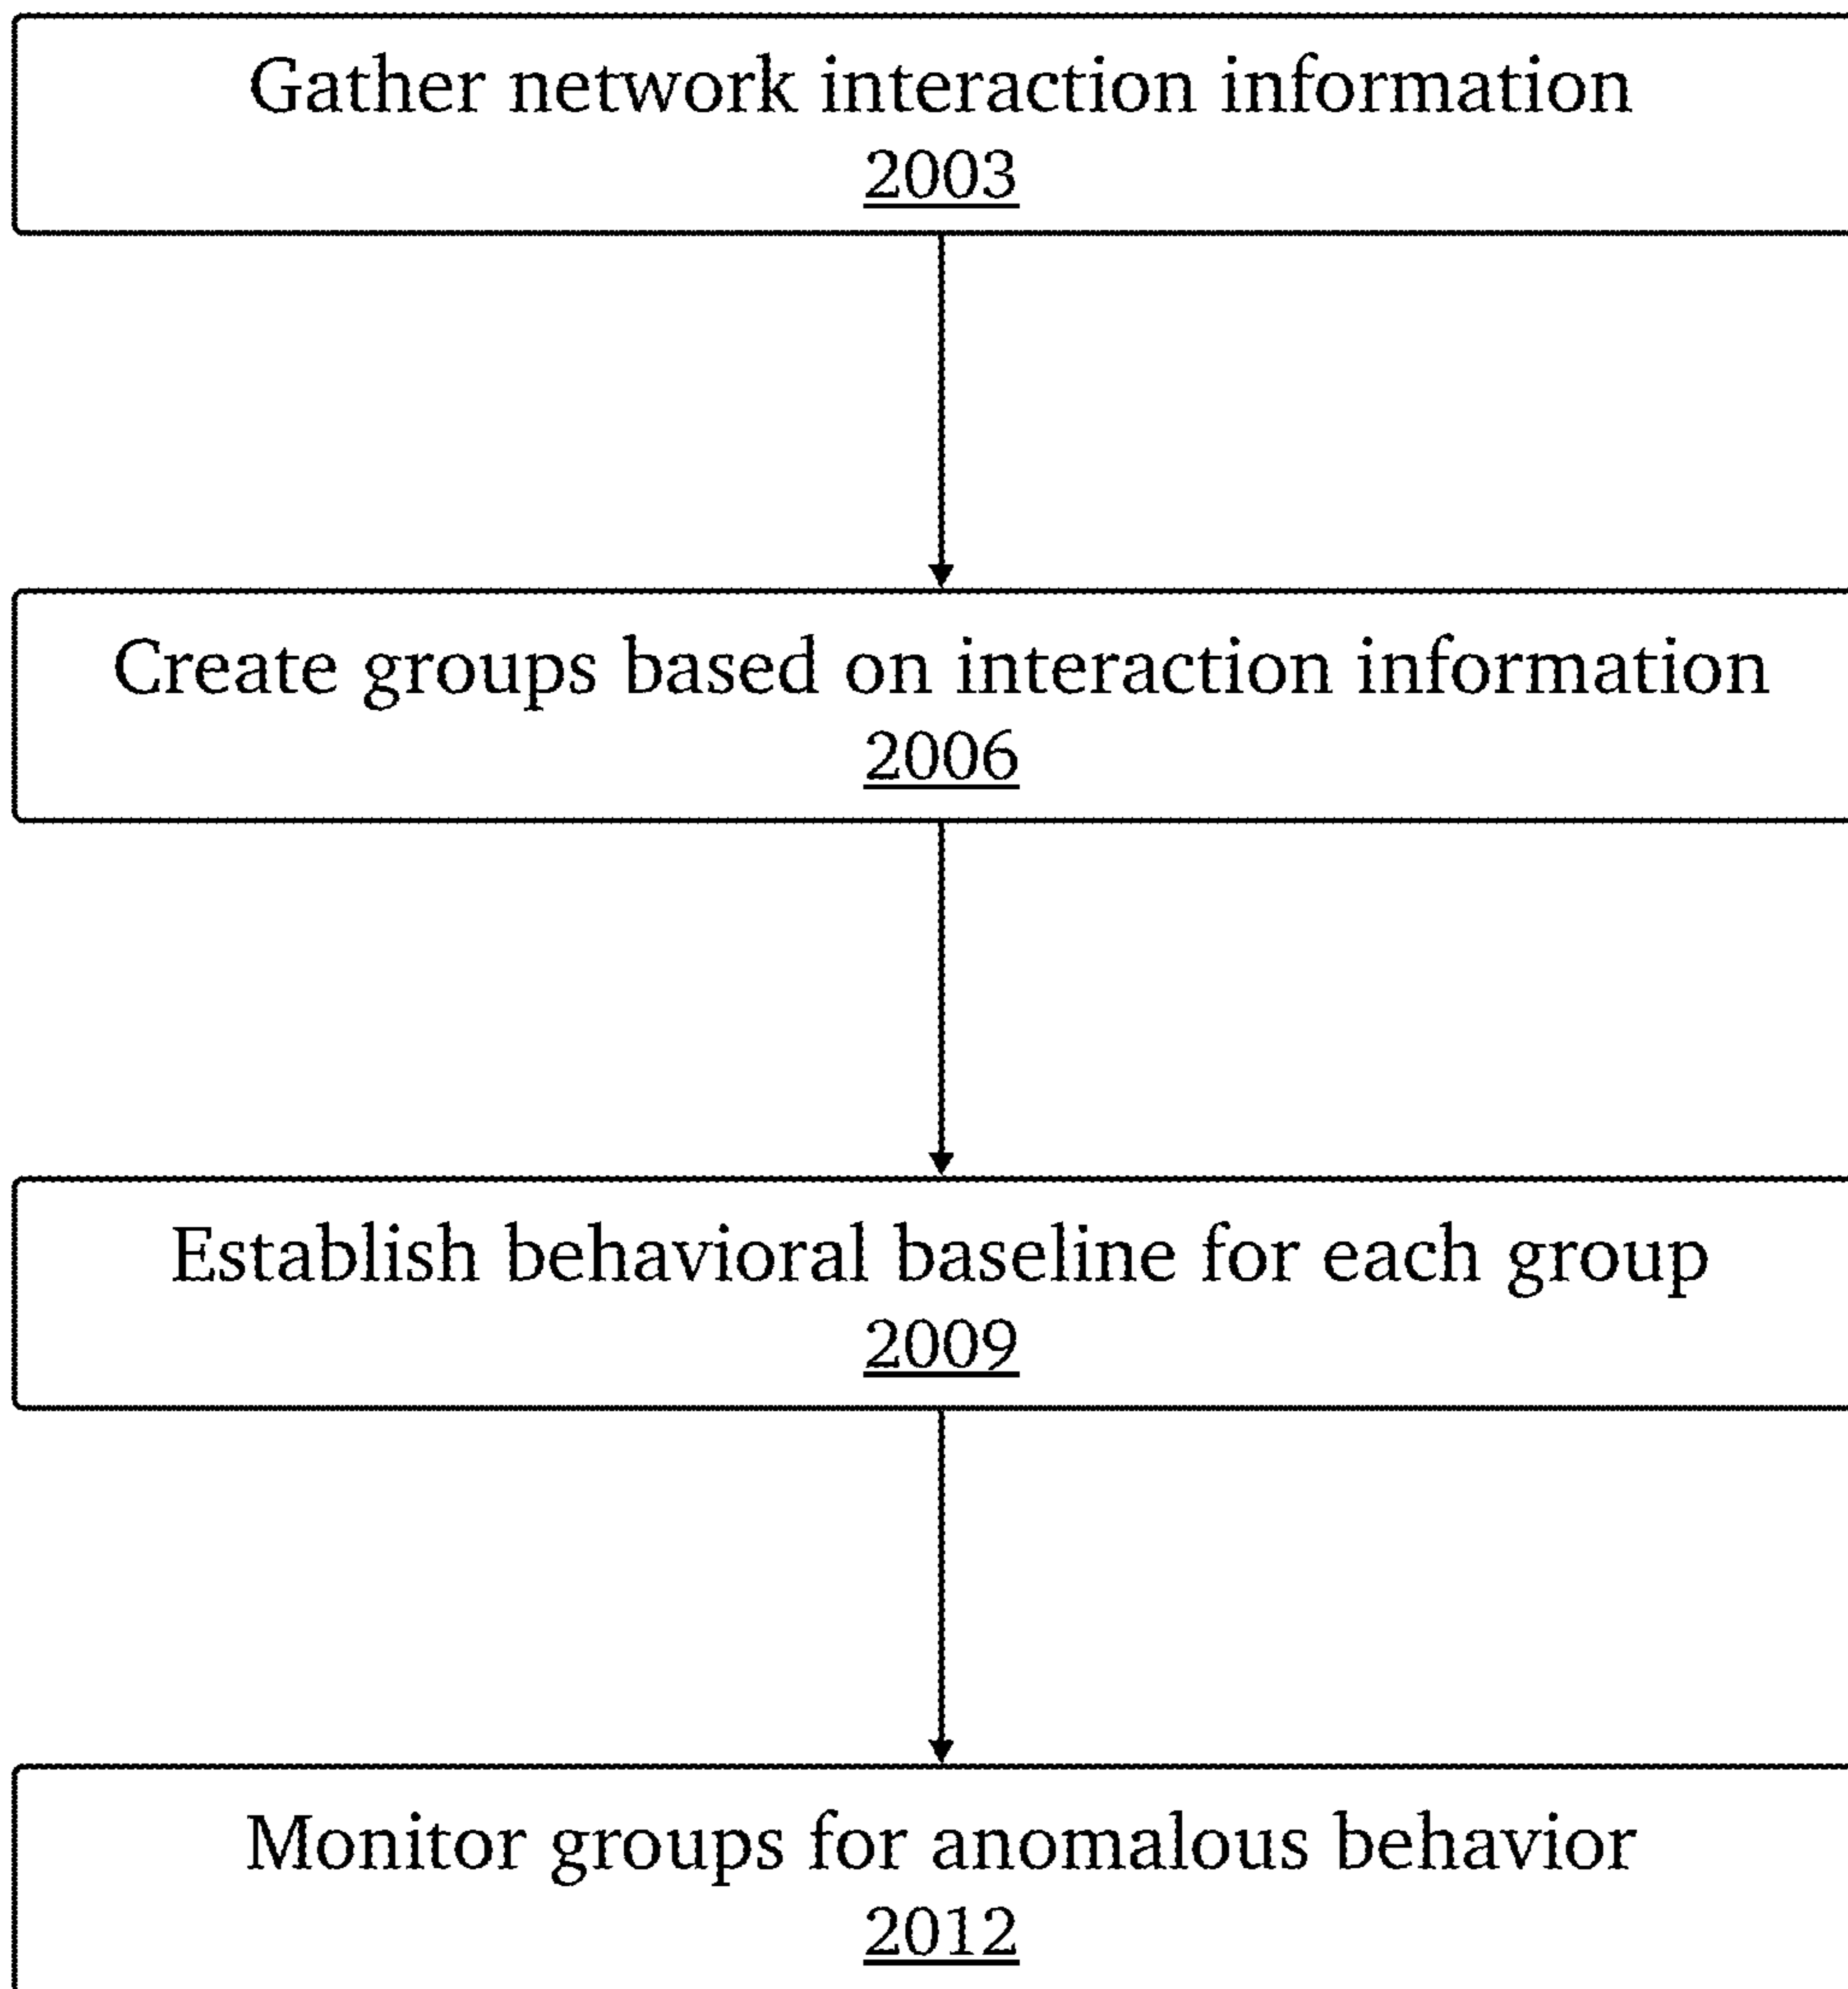 Gather network interaction information
2003
Create groups based on interaction information
2006
Establish behavioral baseline for each group
2009
Monitor groups for anomalous behavior
2012